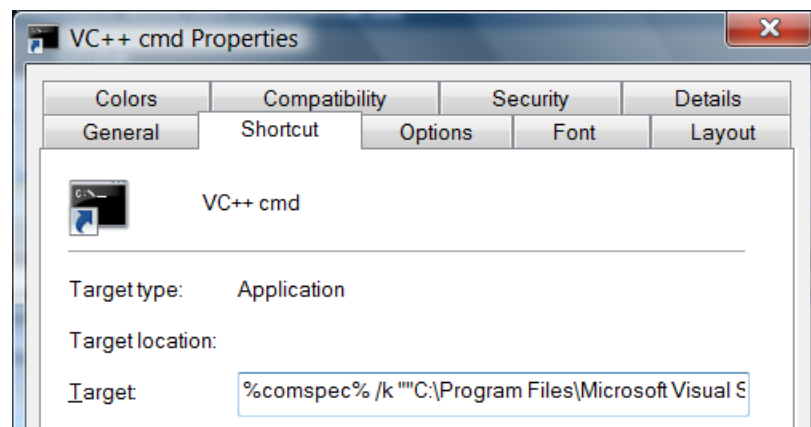 VC++ cmd Properties
Colors Compatibility Security Details
General Shortcut Options Font Layout
C:\_
VC++ cmd
Target type: Application
Target location:
Target: %comspec% /k ""C:\Program Files\Microsoft Visual S